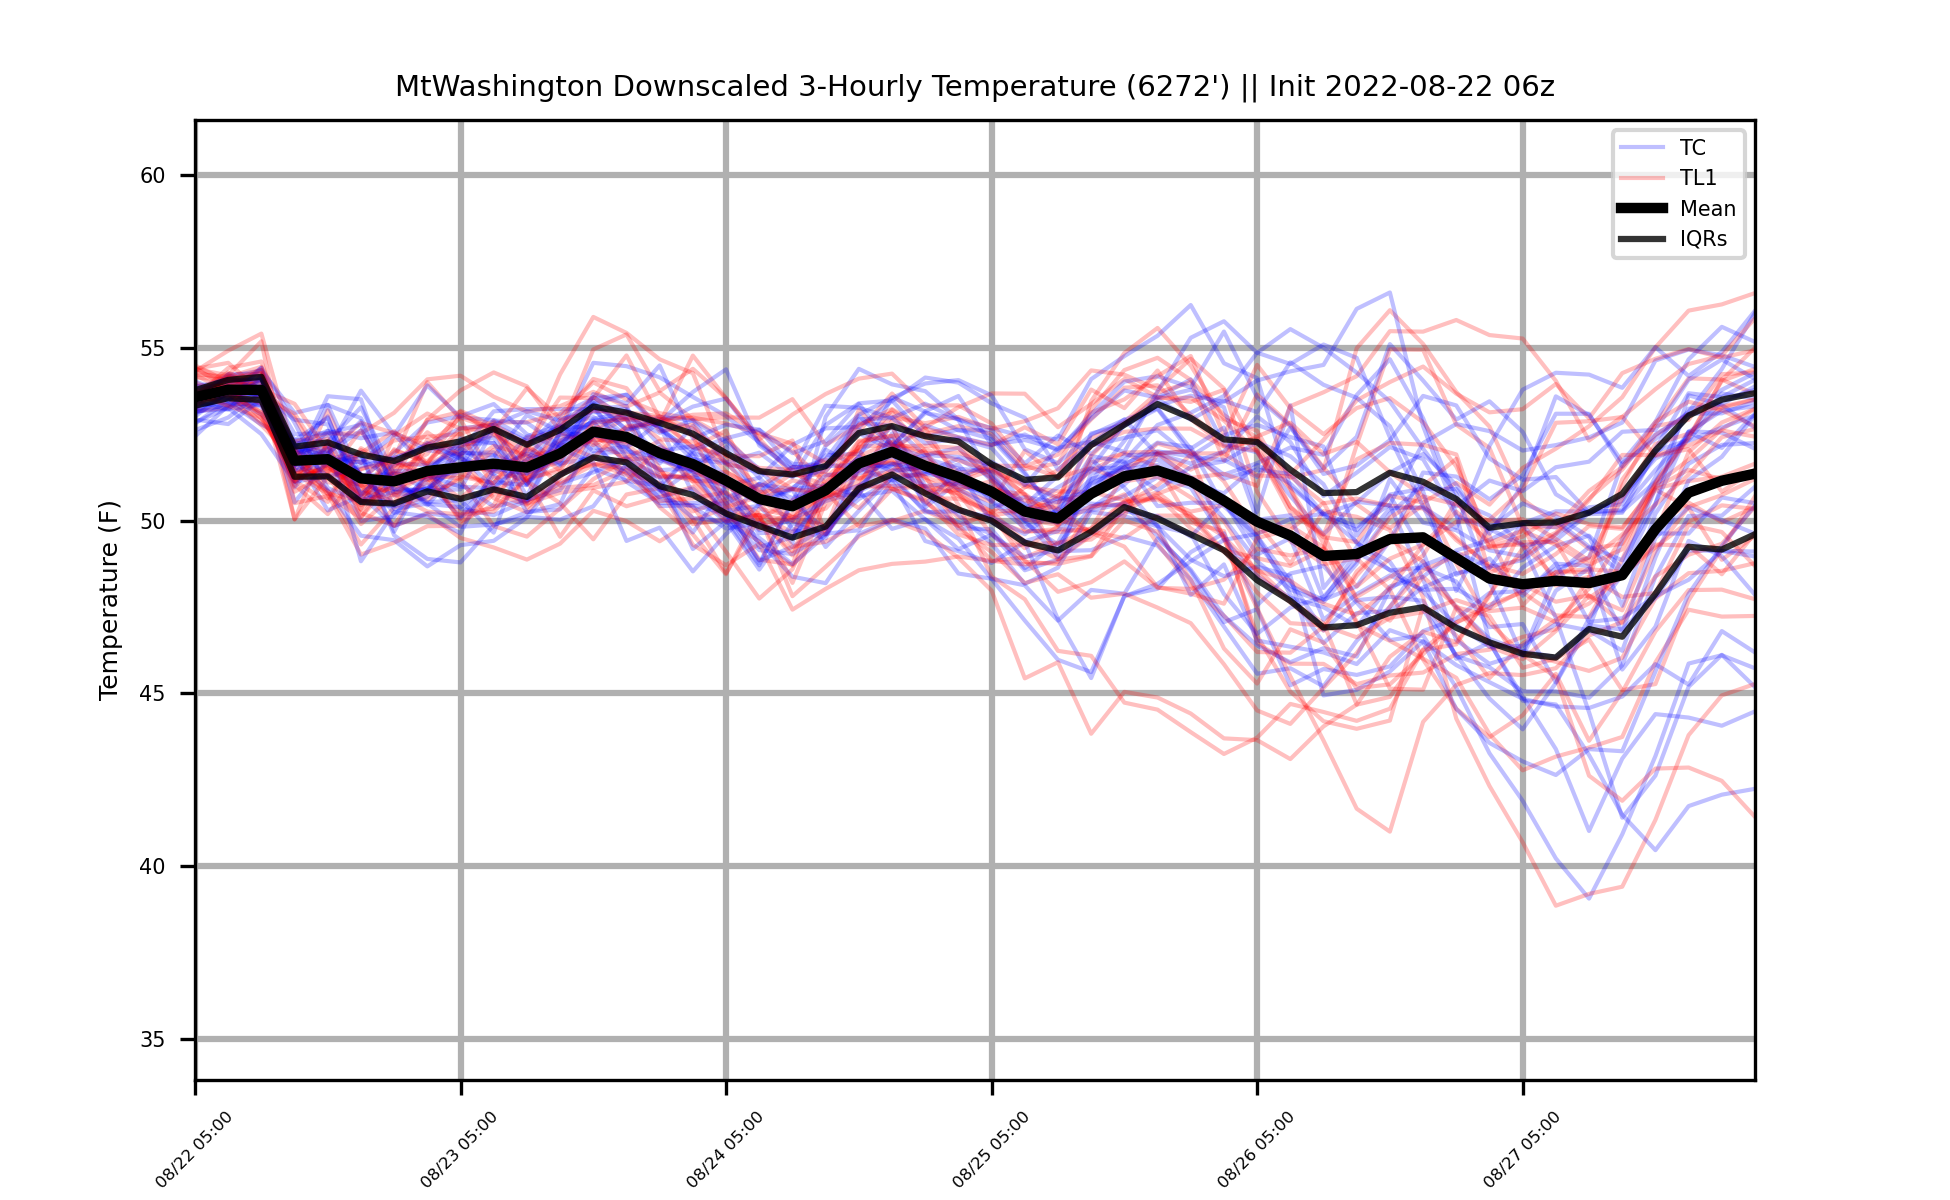 MtWashington Downscaled 3-Hourly Temperature (6272') || Init 2022-08-22 06z
TC
TL1
Mean
IQRs
Temperature (F)
60
55
50
45
40
35
08/22 05:00
08/23 05:00
08/24 05:00
08/25 05:00
08/26 05:00
08/27 05:00